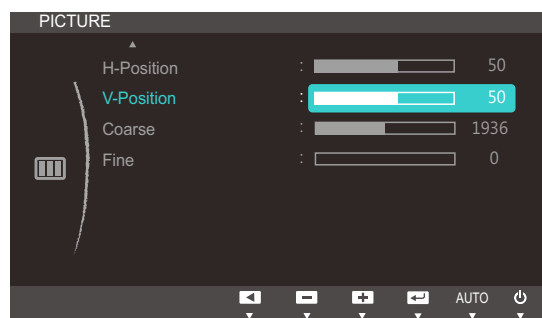 PICTURE
H-Position : 50
V-Position : 50
Coarse : 1936
Fine : 0
AUTO